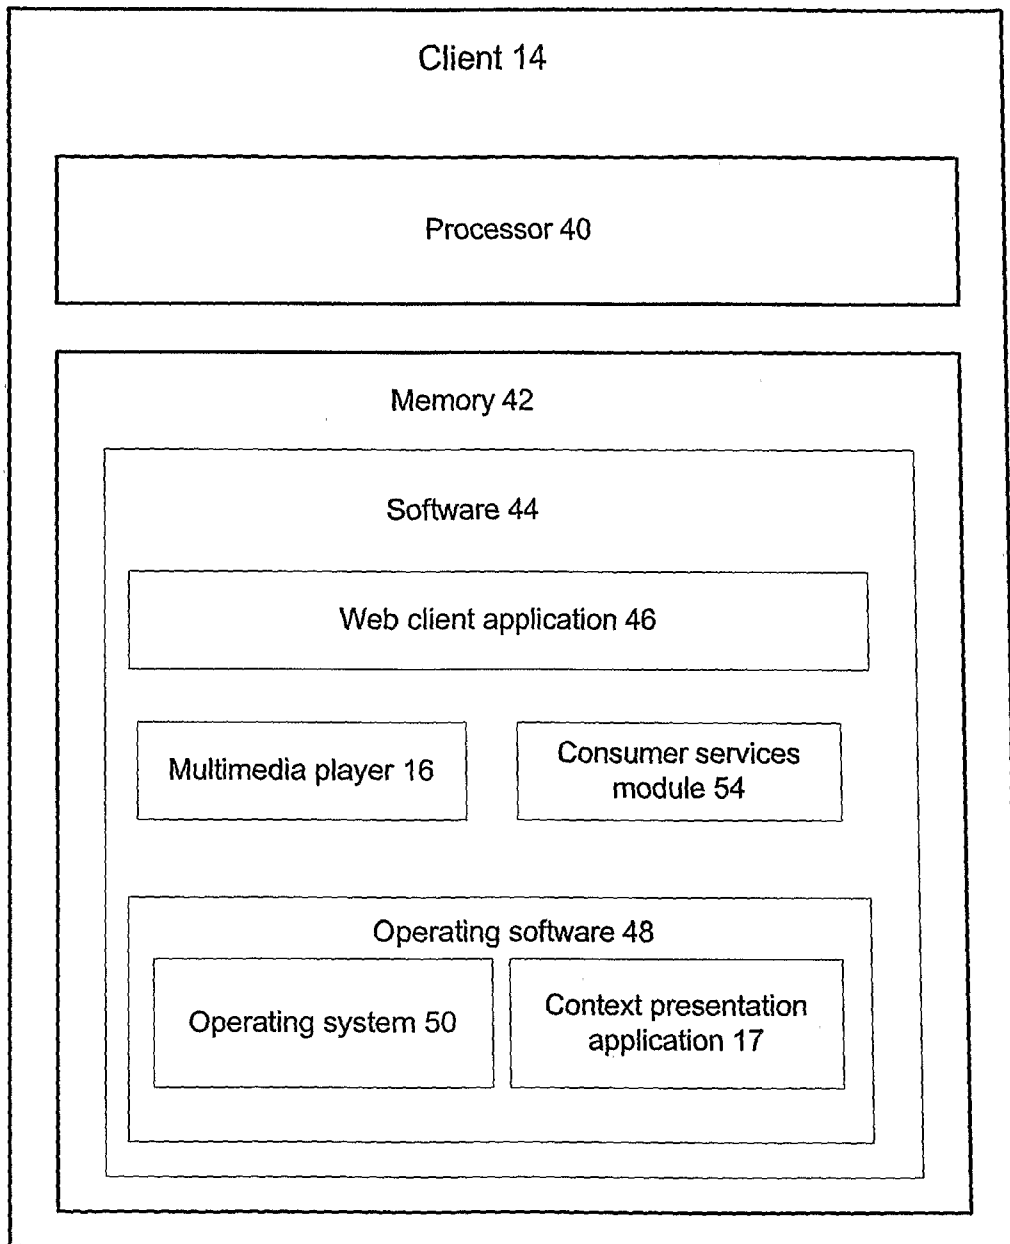 Client 14
Processor 40
Memory 42
Software 44
Web client application 46
Multimedia player 16
Consumer services
module 54
Operating software 48
Operating system 50
Context presentation
application 17